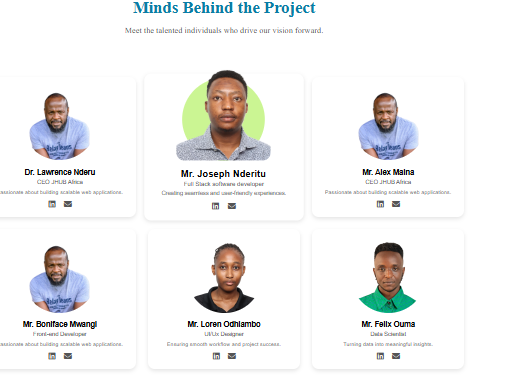 Minds Behind the Project
Meet the talented individuals who drive our vision forward.
Dr. Lawrence Nderu
CEO JHUB Africa
assionate about building scalable web applications.
Mr. Joseph Nderitu
Full Stack software developer
Creating seamless and user-friendly experiences.
Mr. Alex Maina
CEO JHUB Africa
Passionate about building scalable web applications.
Mr. Boniface Mwangi
Front-end Developer
assionate about building scalable web applications.
Mr. Loren Odhiambo
UI/Ux Designer
Ensuring smooth workflow and project success.
Mr. Felix Ouma
Data Scientist
Turning data into meaningful insights.